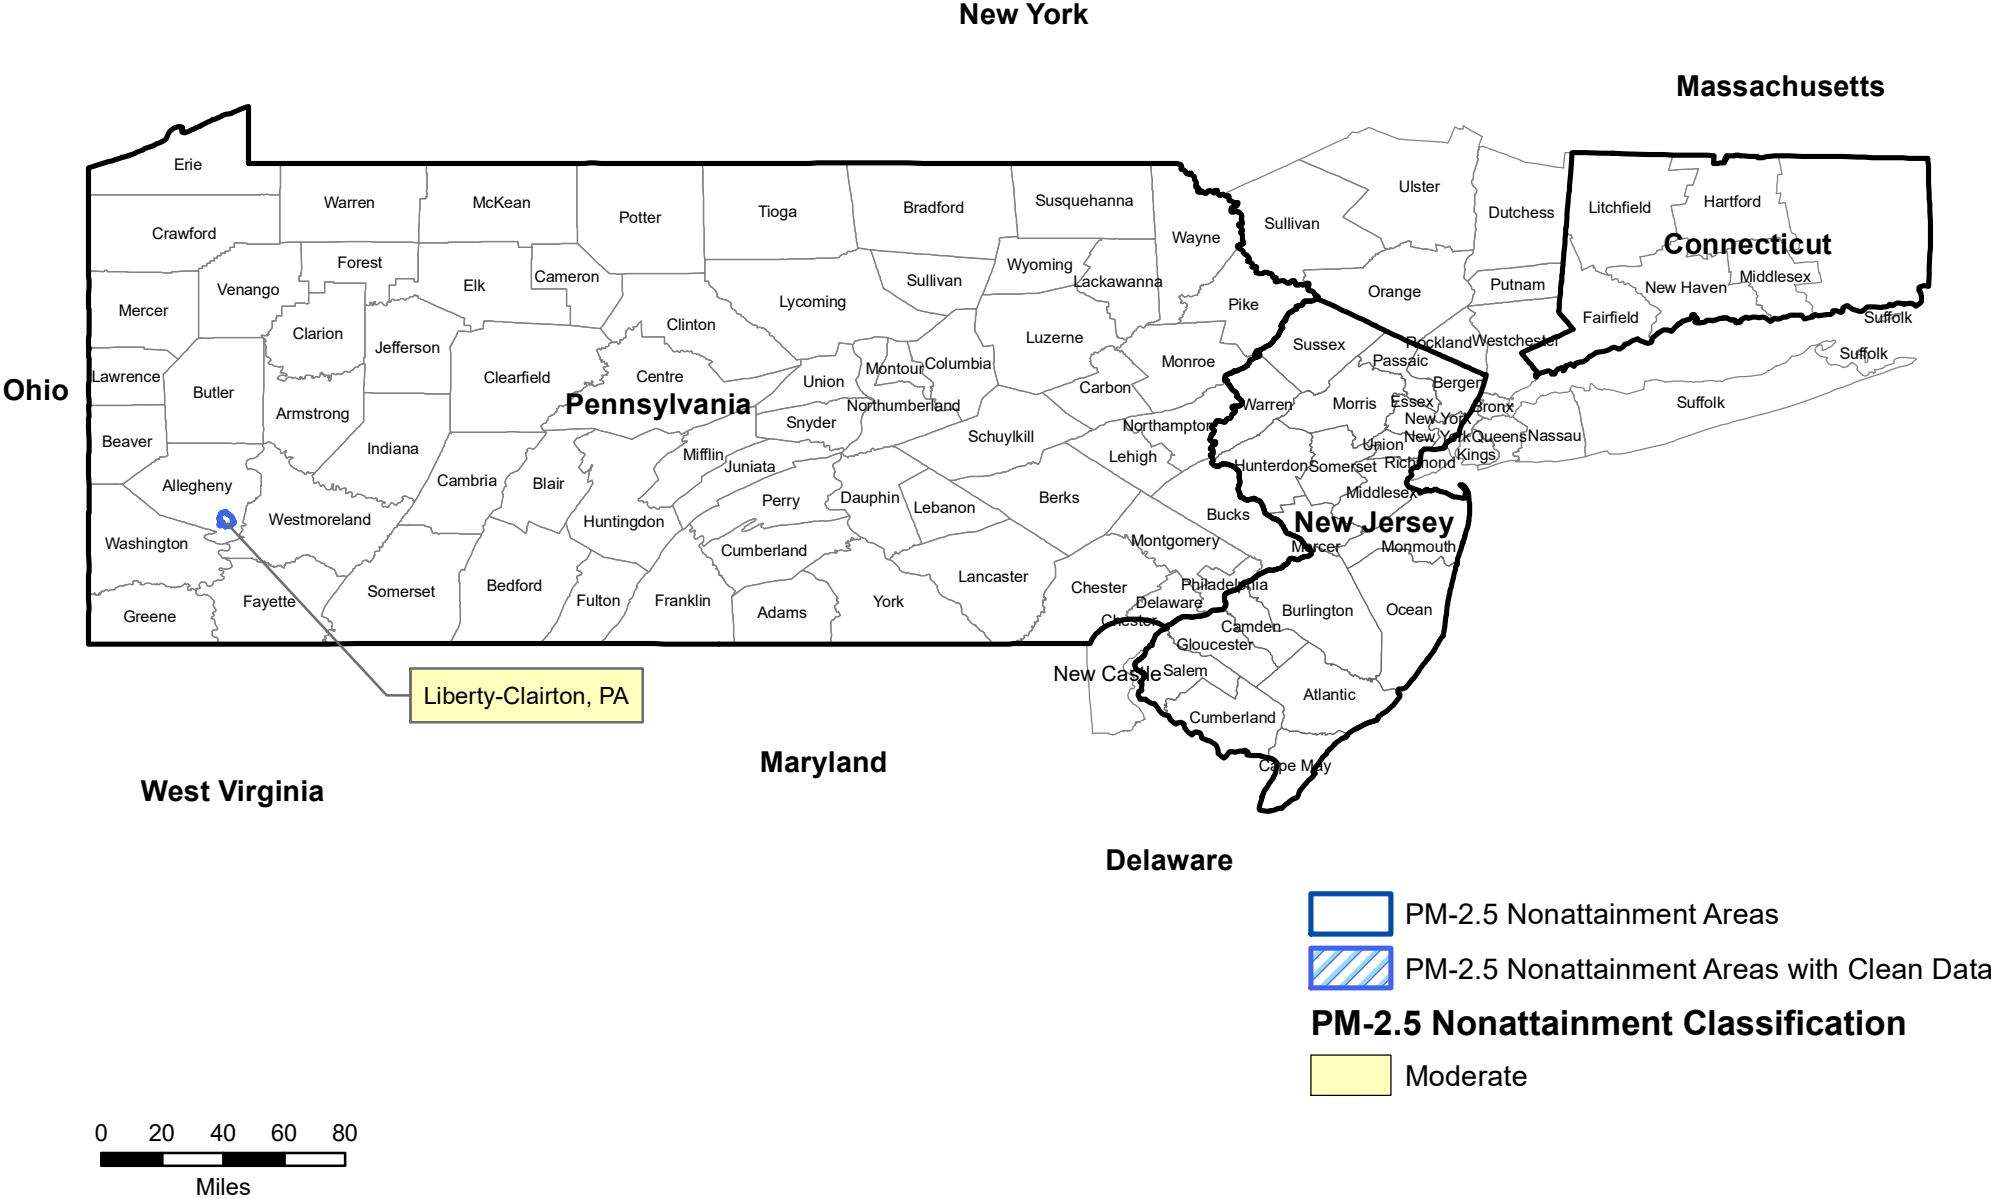 New York
Massachusetts
Erie
Warren
McKean
Potter
Tioga
Bradford
Susquehanna
Wayne
Crawford
Forest
Elk
Cameron
Sullivan
Wyoming
Lackawanna
Mercer
Venango
Clarion
Jefferson
Clinton
Lycoming
Luzerne
Pike
Monroe
Lawrence
Butler
Armstrong
Clearfield
Centre
Union
Montour
Columbia
Carbon
Ohio
Pennsylvania
Northumberland
Snyder
Beaver
Indiana
Mifflin
Juniata
Schuylkill
Northampton
Lehigh
Allegheny
Westmoreland
Cambria
Blair
Huntingdon
Perry
Dauphin
Lebanon
Berks
Bucks
Washington
Cumberland
Montgomery
Greene
Fayette
Somerset
Bedford
Fulton
Franklin
Adams
York
Lancaster
Chester
Delaware
Philadelphia
Chester
New Castle
Sullivan
Ulster
Dutchess
Orange
Putnam
Rockland
Westchester
Litchfield
Hartford
Connecticut
New Haven
Middlesex
Fairfield
Suffolk
Suffolk
Suffolk
Sussex
Passaic
Bergen
Warren
Morris
Essex
New York
Bronx
New York
Queens
Nassau
Union
Kings
Hunterdon
Somerset
Richmond
Middlesex
New Jersey
Mercer
Monmouth
Burlington
Ocean
Camden
Gloucester
Salem
Atlantic
Cumberland
Cape May
Liberty-Clairton, PA
Maryland
West Virginia
Delaware
PM-2.5 Nonattainment Areas
PM-2.5 Nonattainment Areas with Clean Data
PM-2.5 Nonattainment Classification
Moderate
0 20 40 60 80
Miles